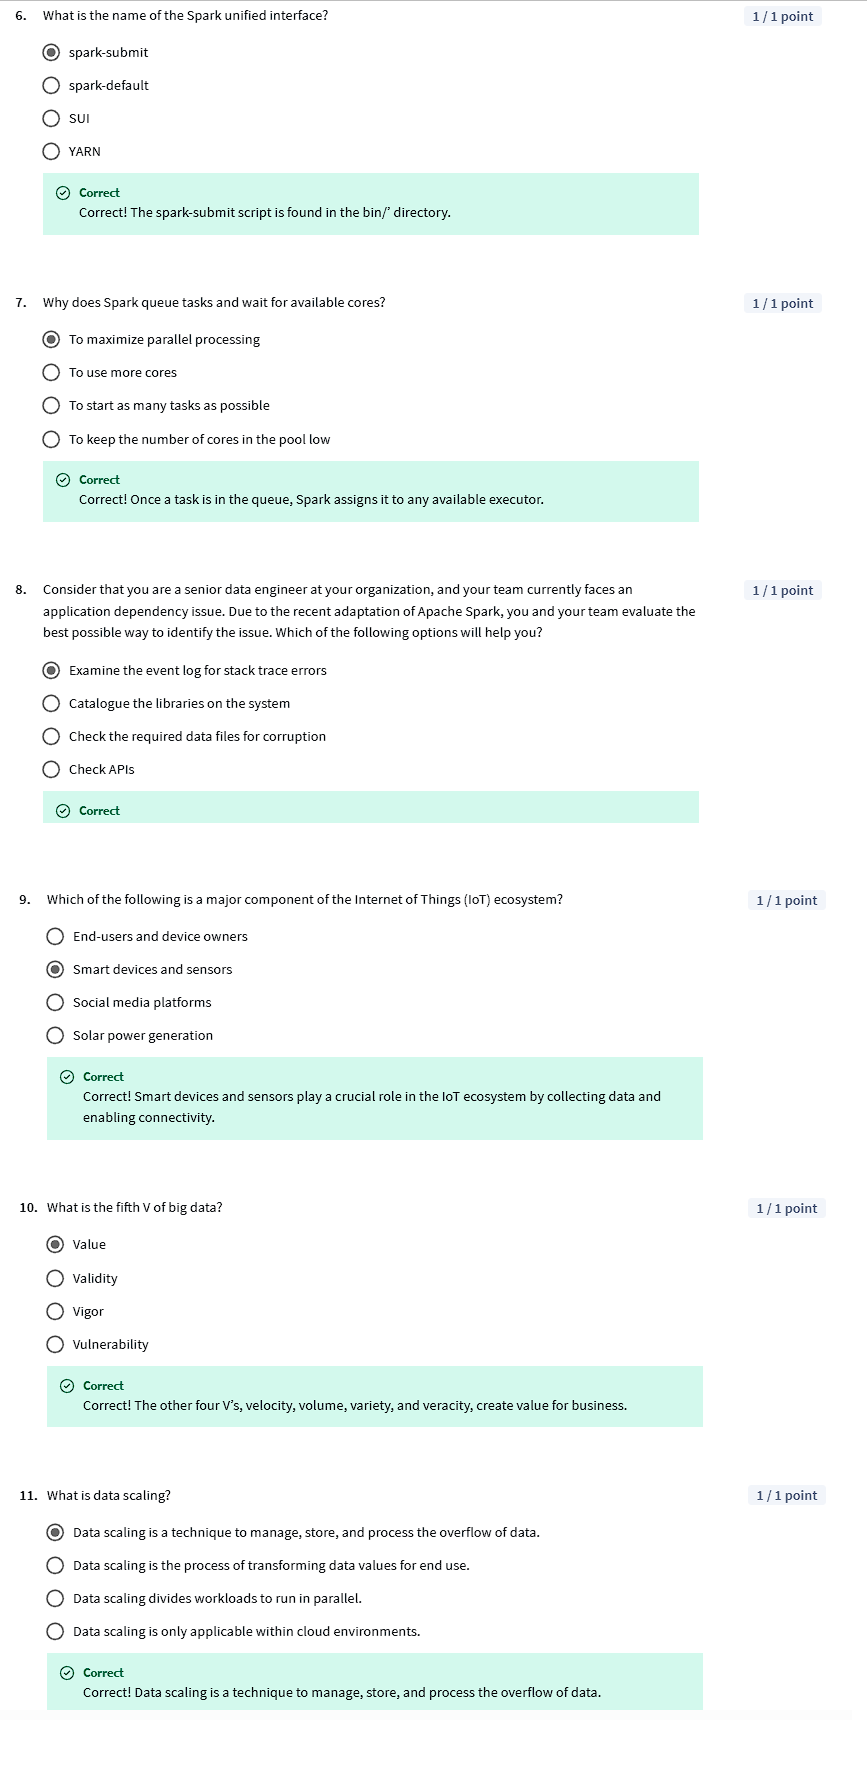 6. What is the name of the Spark unified interface?
1 / 1 point
spark-submit
spark-default
SUI
YARN
Correct
Correct! The spark-submit script is found in the bin/’ directory.
7. Why does Spark queue tasks and wait for available cores?
1 / 1 point
To maximize parallel processing
To use more cores
To start as many tasks as possible
To keep the number of cores in the pool low
Correct
Correct! Once a task is in the queue, Spark assigns it to any available executor.
8. Consider that you are a senior data engineer at your organization, and your team currently faces an
1 / 1 point
application dependency issue. Due to the recent adaptation of Apache Spark, you and your team evaluate the
best possible way to identify the issue. Which of the following options will help you?
Examine the event log for stack trace errors
Catalogue the libraries on the system
Check the required data files for corruption
Check APIs
Correct
9. Which of the following is a major component of the Internet of Things (IoT) ecosystem?
1 / 1 point
End-users and device owners
Smart devices and sensors
Social media platforms
Solar power generation
Correct
Correct! Smart devices and sensors play a crucial role in the IoT ecosystem by collecting data and
enabling connectivity.
10. What is the fifth V of big data?
1 / 1 point
Value
Validity
Vigor
Vulnerability
Correct
Correct! The other four V’s, velocity, volume, variety, and veracity, create value for business.
11. What is data scaling?
1 / 1 point
Data scaling is a technique to manage, store, and process the overflow of data.
Data scaling is the process of transforming data values for end use.
Data scaling divides workloads to run in parallel.
Data scaling is only applicable within cloud environments.
Correct
Correct! Data scaling is a technique to manage, store, and process the overflow of data.